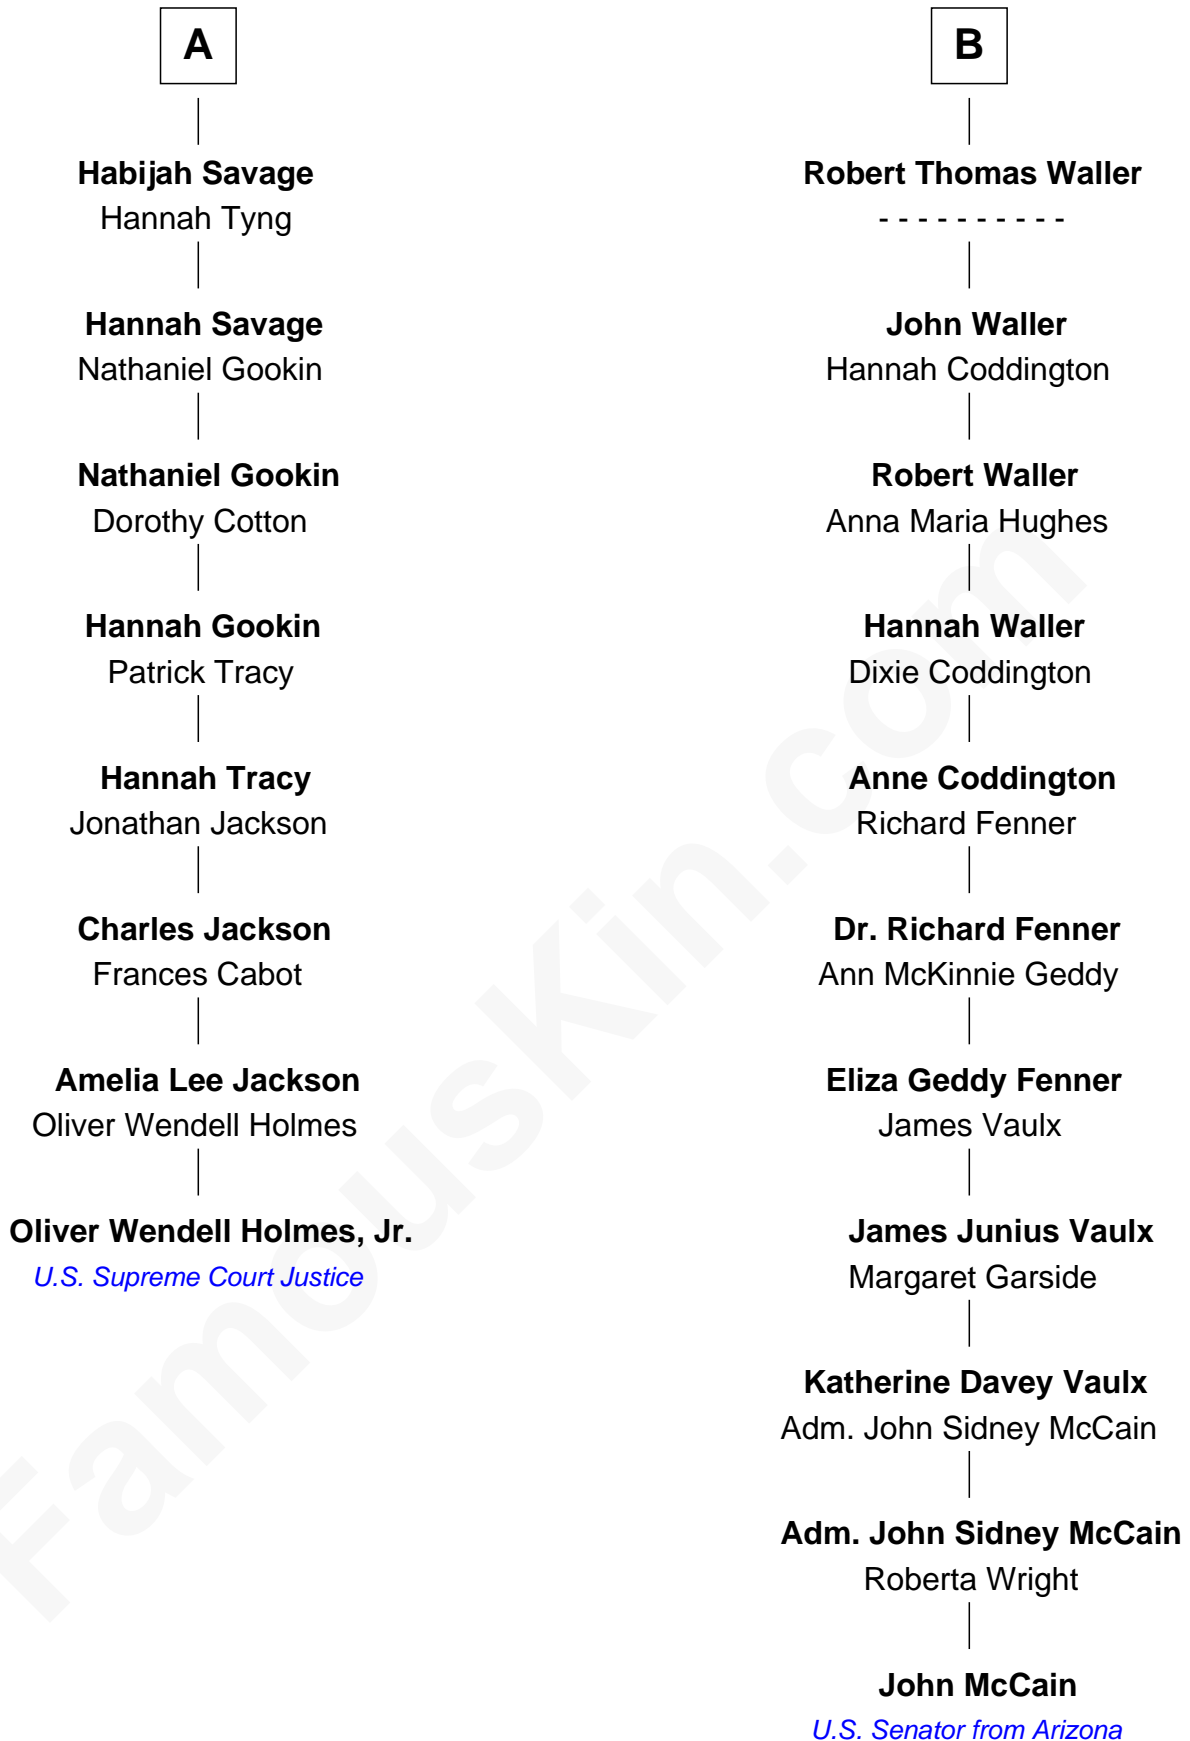 A
Habijah Savage
Hannah Tyng
Hannah Savage
Nathaniel Gookin
Nathaniel Gookin
Dorothy Cotton
Hannah Gookin
Patrick Tracy
Hannah Tracy
Jonathan Jackson
Charles Jackson
Frances Cabot
Amelia Lee Jackson
Oliver Wendell Holmes
Oliver Wendell Holmes, Jr.
U.S. Supreme Court Justice
B
Robert Thomas Waller
- - - - - - - - - -
John Waller
Hannah Coddington
Robert Waller
Anna Maria Hughes
Hannah Waller
Dixie Coddington
Anne Coddington
Richard Fenner
Dr. Richard Fenner
Ann McKinnie Geddy
Eliza Geddy Fenner
James Vaulx
James Junius Vaulx
Margaret Garside
Katherine Davey Vaulx
Adm. John Sidney McCain
Adm. John Sidney McCain
Roberta Wright
John McCain
U.S. Senator from Arizona
FamousKin.com